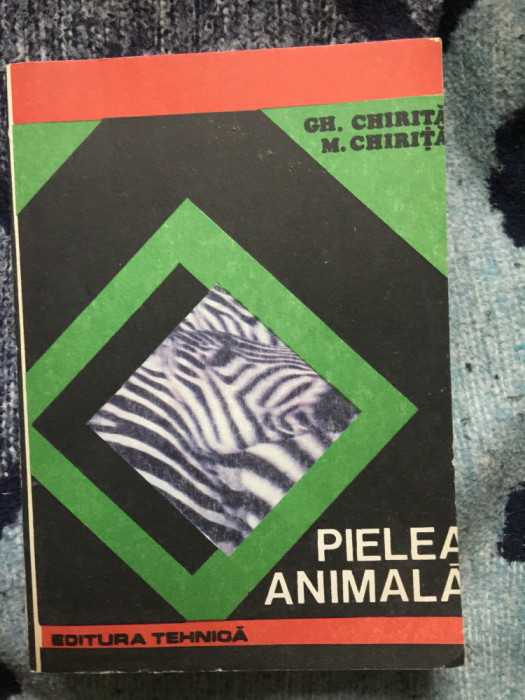 GH. CHIRIȚĂ
M. CHIRIȚĂ
PIELEA
ANIMALĂ
EDITURA TEHNICĂ